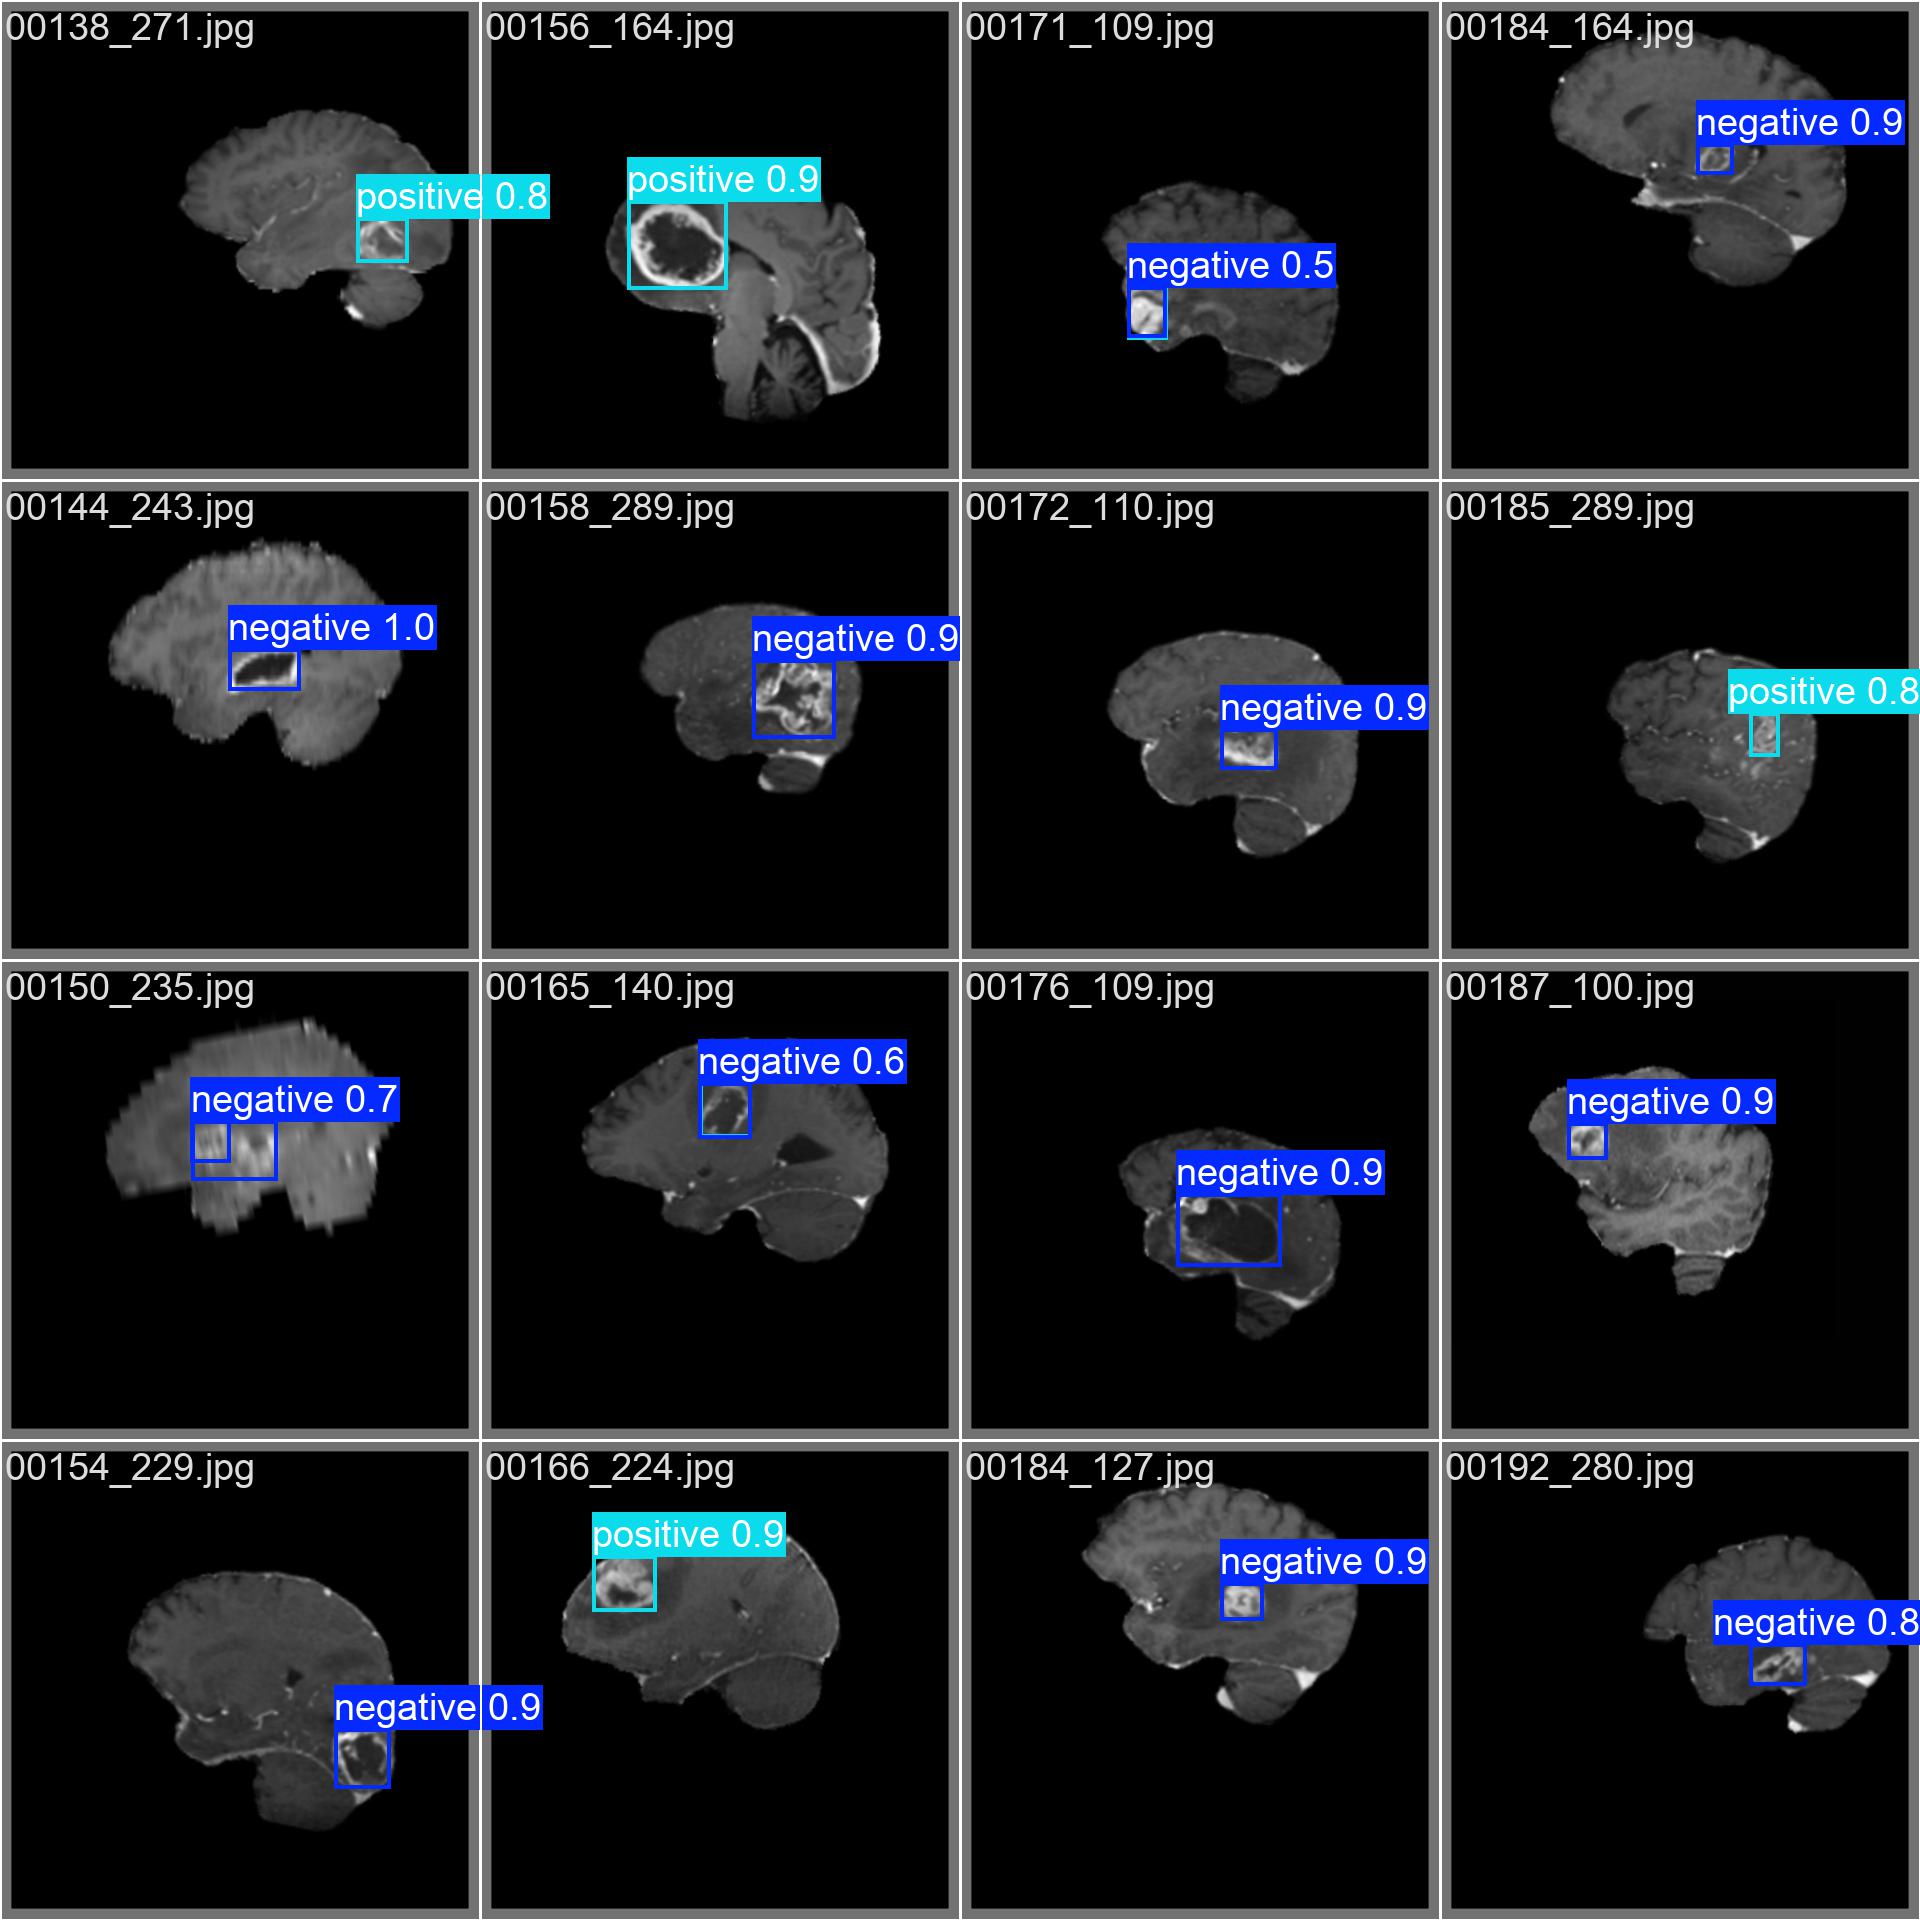 00138_271.jpg
positive 0.8
00156_164.jpg
positive 0.9
00171_109.jpg
negative 0.5
00184_164.jpg
negative 0.9
00144_243.jpg
negative 1.0
00158_289.jpg
negative 0.9
00172_110.jpg
negative 0.9
00185_289.jpg
positive 0.8
00150_235.jpg
negative 0.7
00165_140.jpg
negative 0.6
00176_109.jpg
negative 0.9
00187_100.jpg
negative 0.9
00154_229.jpg
negative 0.9
00166_224.jpg
positive 0.9
00184_127.jpg
negative 0.9
00192_280.jpg
negative 0.8